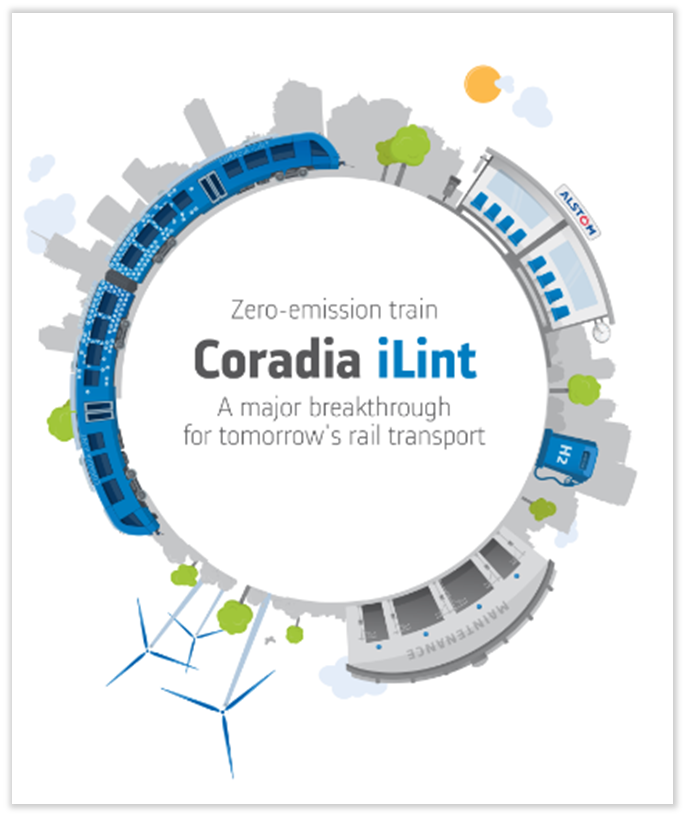 ALSTOM
Zero-emission train
Coradia iLint
A major breakthrough
for tomorrow's rail transport
H2
MAINTENANCE